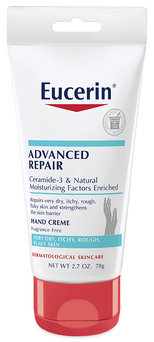 Eucerin®
ADVANCED
REPAIR
Ceramide-3 & Natural
Moisturizing Factors Enriched
Repairs very dry, itchy, rough,
flaky skin and strengthens
the skin barrier
HAND CREME
Fragrance Free
VERY DRY, ITCHY, ROUGH,
FLAKY SKIN
DERMATOLOGICAL SKINCARE
NET WT. 2.7 OZ. 78g